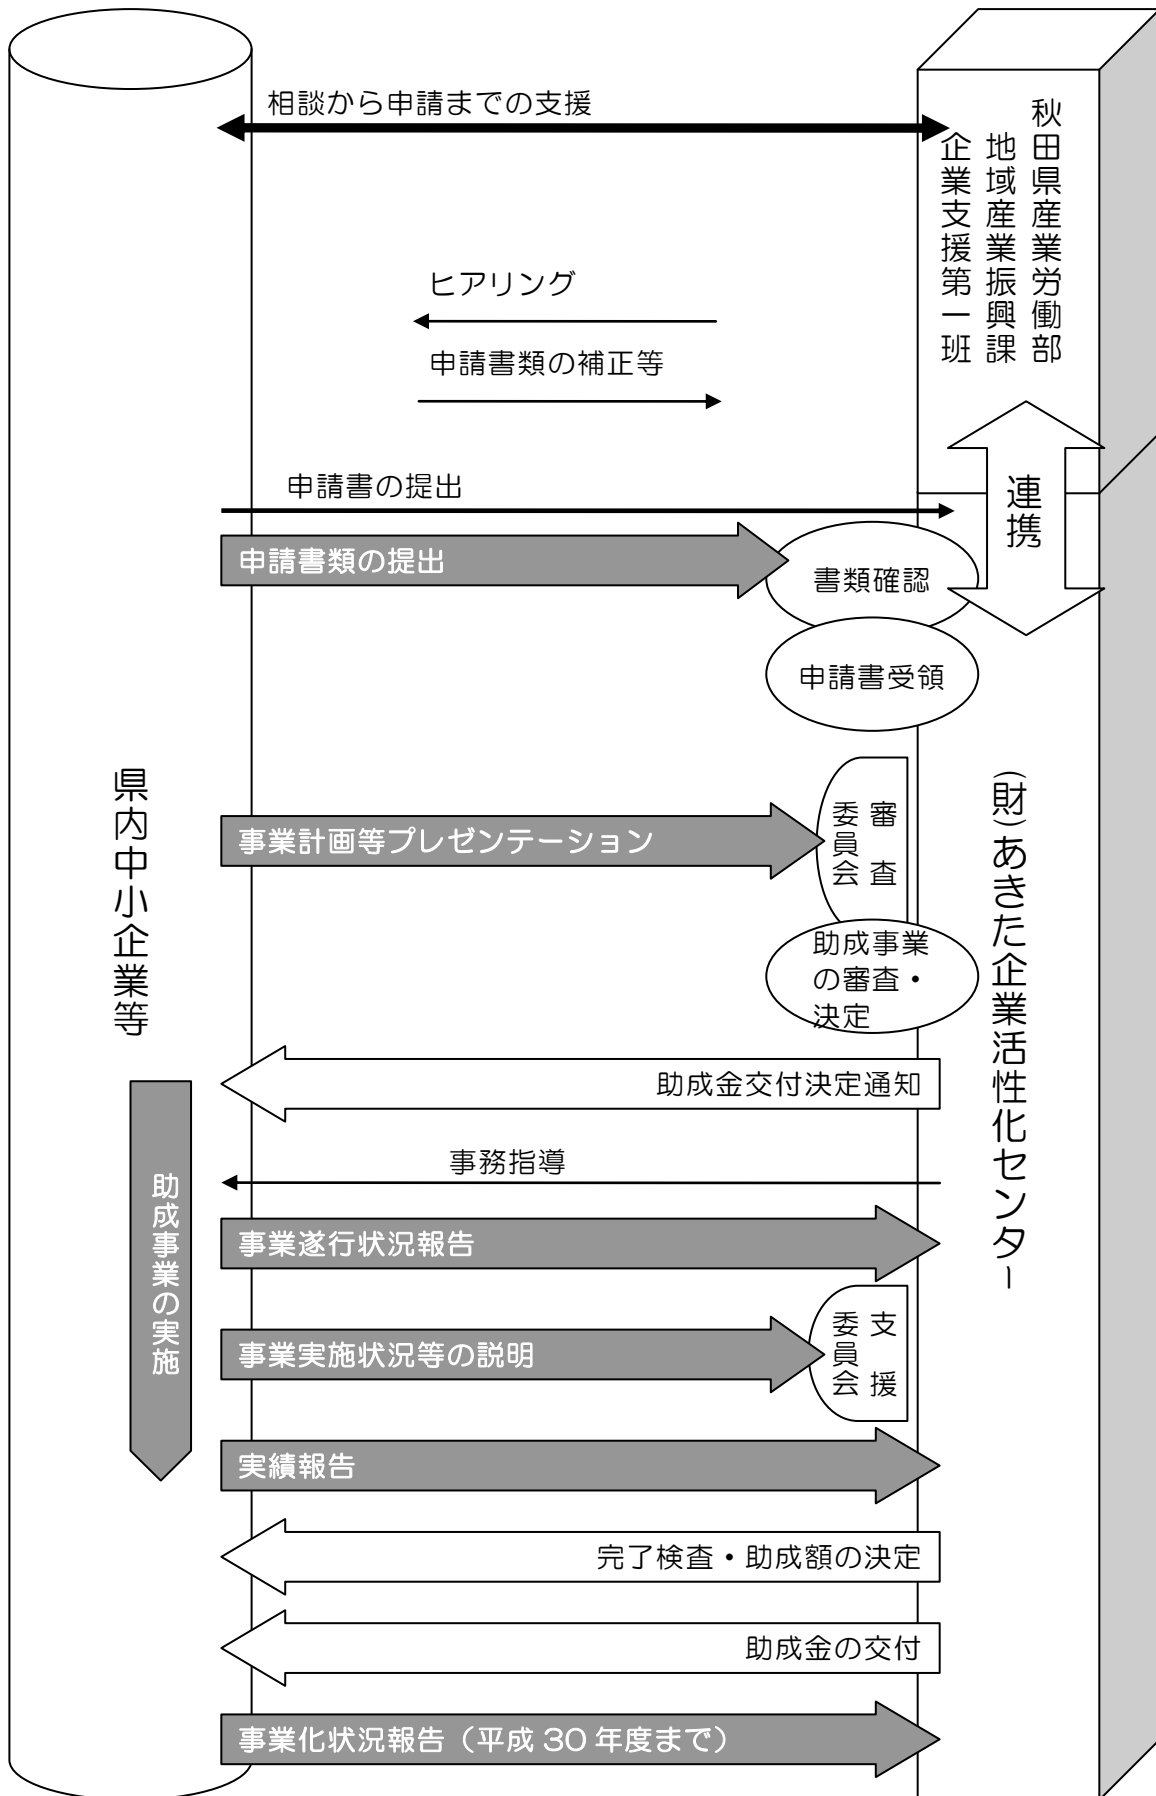 相談から申請までの支援
秋田県産業労働部
地域産業振興課
企業支援第一班
ヒアリング
申請書類の補正等
連携
申請書の提出
申請書類の提出
書類確認
申請書受領
県内中小企業等
(財)あきた企業活性化センター
事業計画等プレゼンテーション
審査
委員会
助成事業
の審査・
決定
助成金交付決定通知
助成事業の実施
事務指導
事業遂行状況報告
事業実施状況等の説明
支援
委員会
実績報告
完了検査・助成額の決定
助成金の交付
事業化状況報告（平成 30 年度まで）